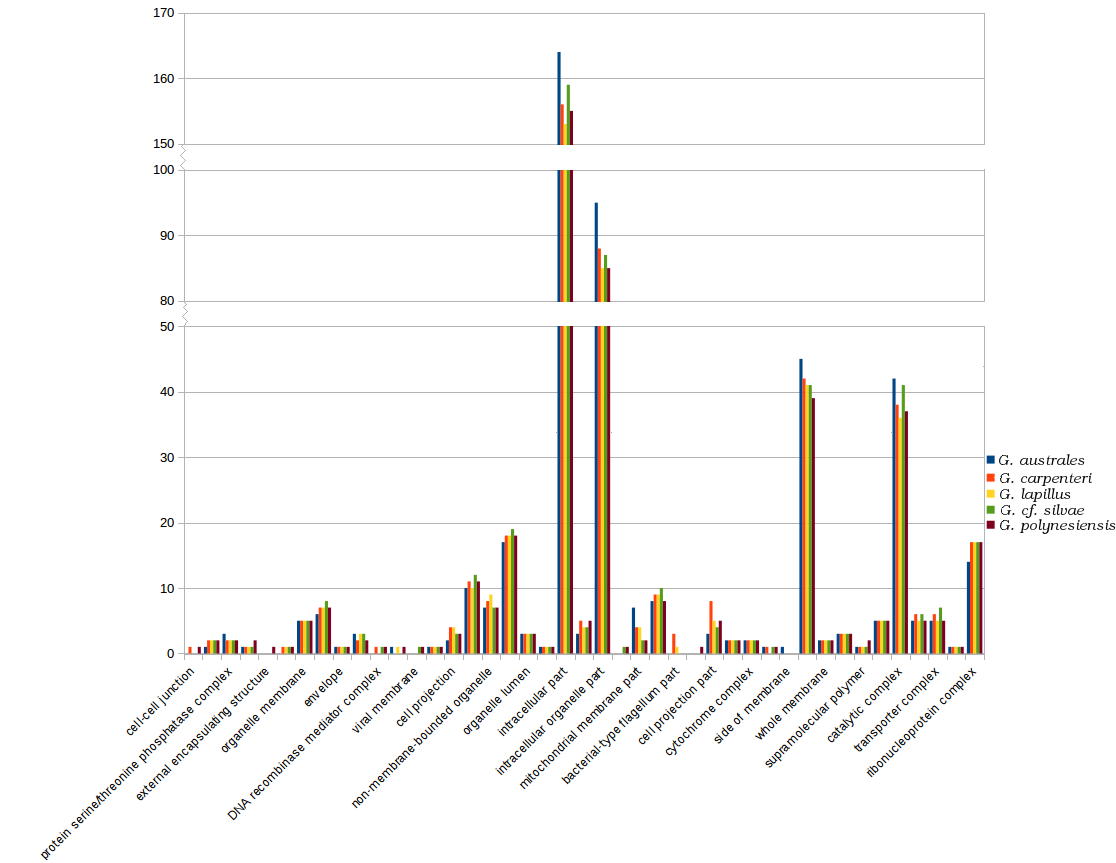 170
160
150
100
90
80
50
40
30
20
10
0
cell-cell junction
protein serine/threonine phosphatase complex
external encapsulating structure
organelle membrane
envelope
DNA recombinase mediator complex
viral membrane
cell projection
non-membrane-bounded organelle
organelle lumen
intracellular part
intracellular organelle part
mitochondrial membrane part
bacterial-type flagellum part
cell projection part
cytochrome complex
side of membrane
whole membrane
supramolecular polymer
catalytic complex
transporter complex
ribonucleoprotein complex
G. australes
G. carpenteri
G. lapillus
G. cf. silvae
G. polynesiensis